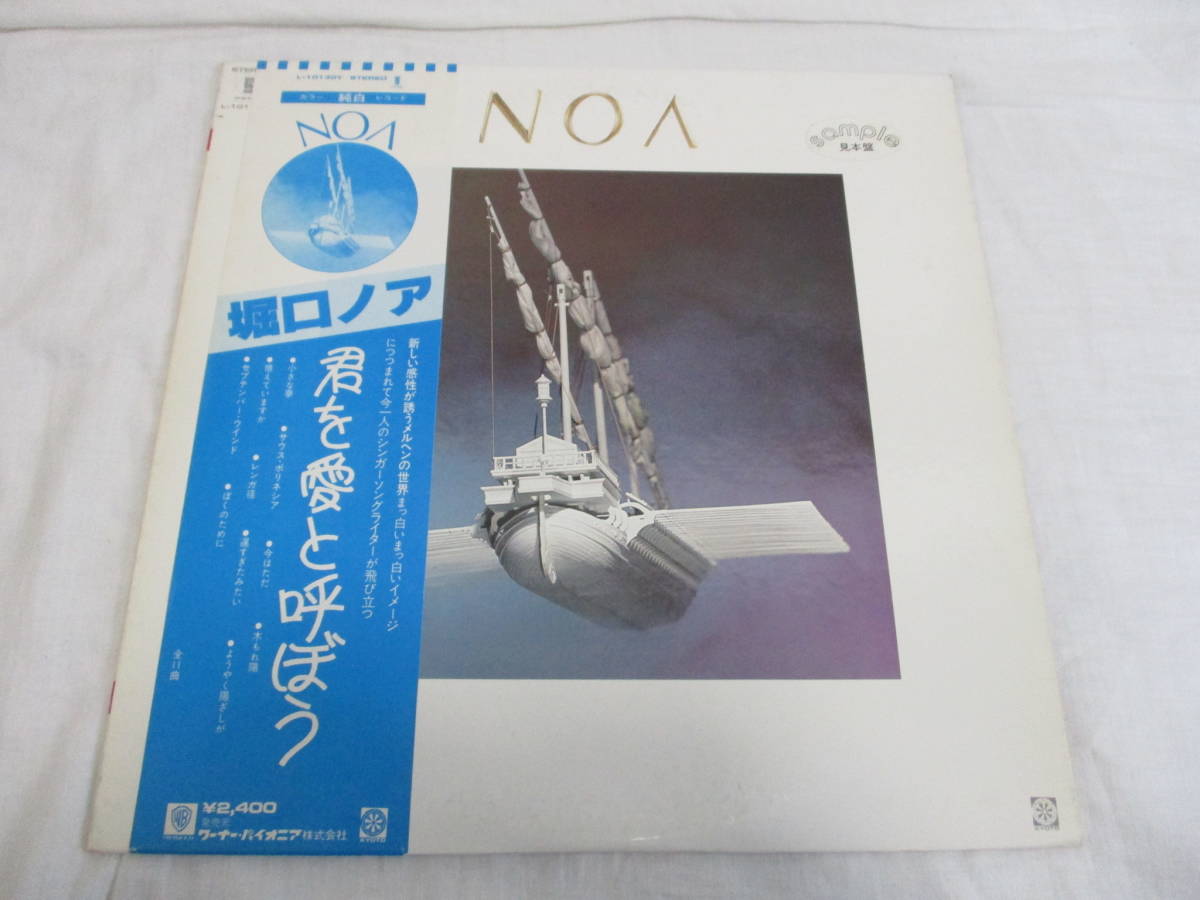 L-10130Y STEREO
カラー 純白 レコード
NOA
堀口ノア
新しい感性が誘うメルヘンの世界まっ白いまっ白いイメージ
につつまれて今一人のシンガーソングライターが飛び立つ
君を愛と呼ぼう
●小さな夢
●憶えていますか
●セプテンバー・ウインド
●サウス・ポリネシア
●レンガ径
●ぼくのために
●今はただ
●遅すぎたみたい
●木もれ陽
●ようやく陽ざしが
全11曲
¥2,400
発売元
ワーナー・パイオニア株式会社
NOA
sample
見本盤